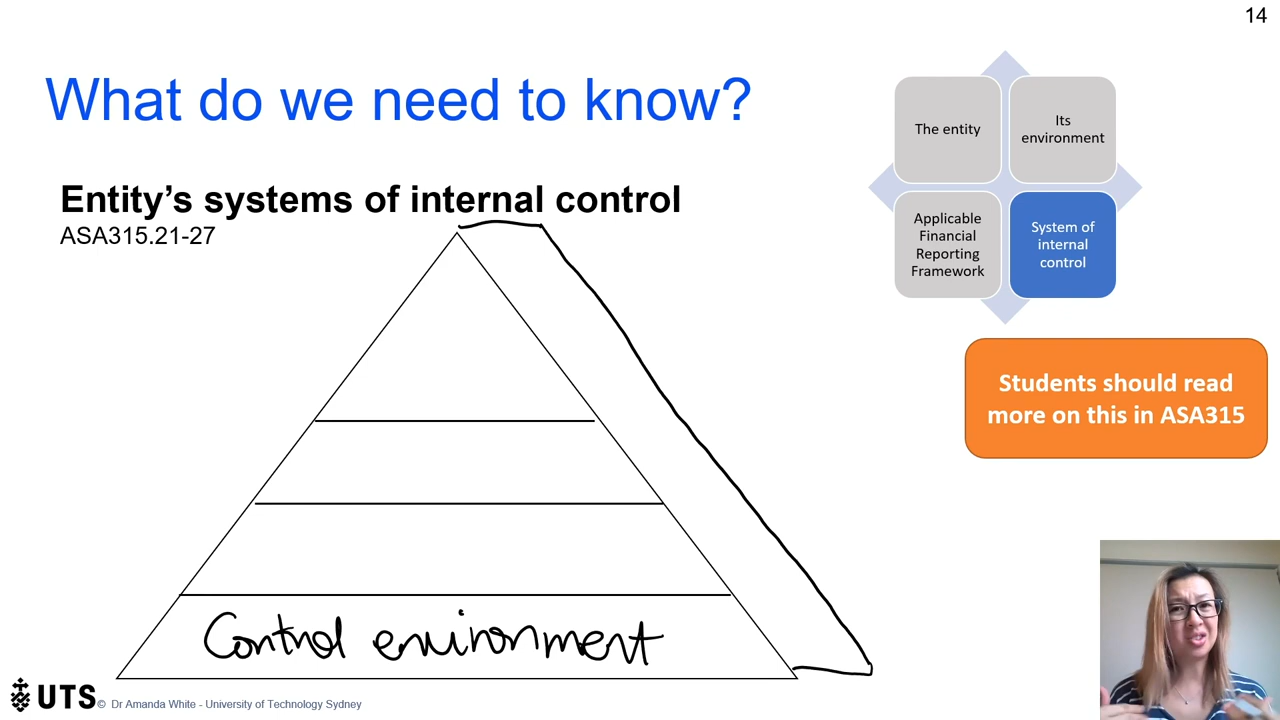 14
What do we need to know?
Entity's systems of internal control
ASA315.21-27
The entity
Its
environment
Applicable
Financial
Reporting
Framework
System of
internal
control
Students should read
more on this in ASA315
Control environment
UTS © Dr Amanda White - University of Technology Sydney